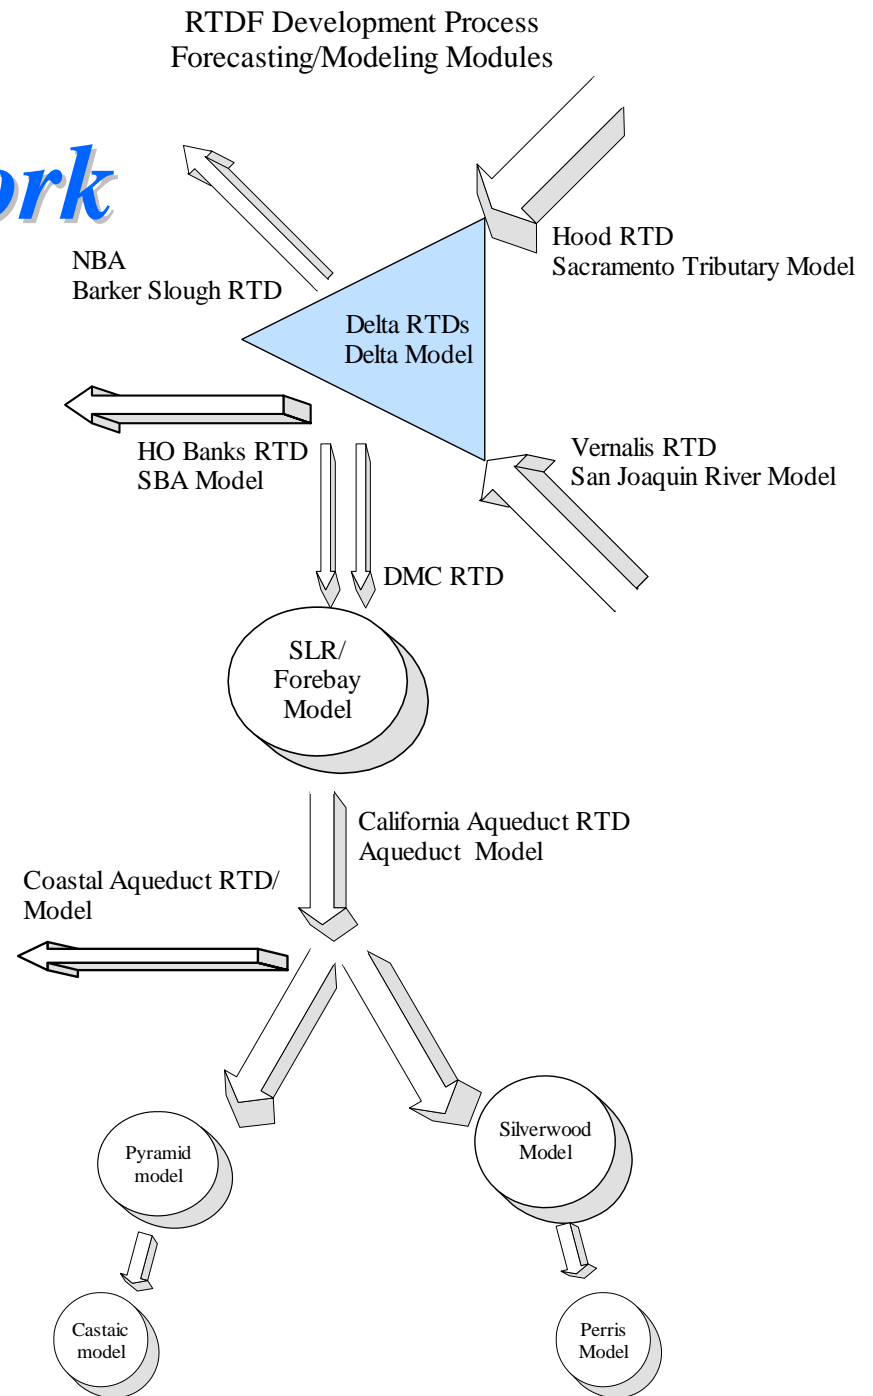 RTDF Development Process
Forecasting/Modeling Modules
ork
Hood RTD
Sacramento Tributary Model
NBA
Barker Slough RTD
Delta RTDs
Delta Model
HO Banks RTD
SBA Model
Vernalis RTD
San Joaquin River Model
DMC RTD
SLR/
Forebay
Model
California Aqueduct RTD
Aqueduct  Model
Coastal Aqueduct RTD/
Model
Pyramid
model
Silverwood
Model
Castaic
model
Perris
Model